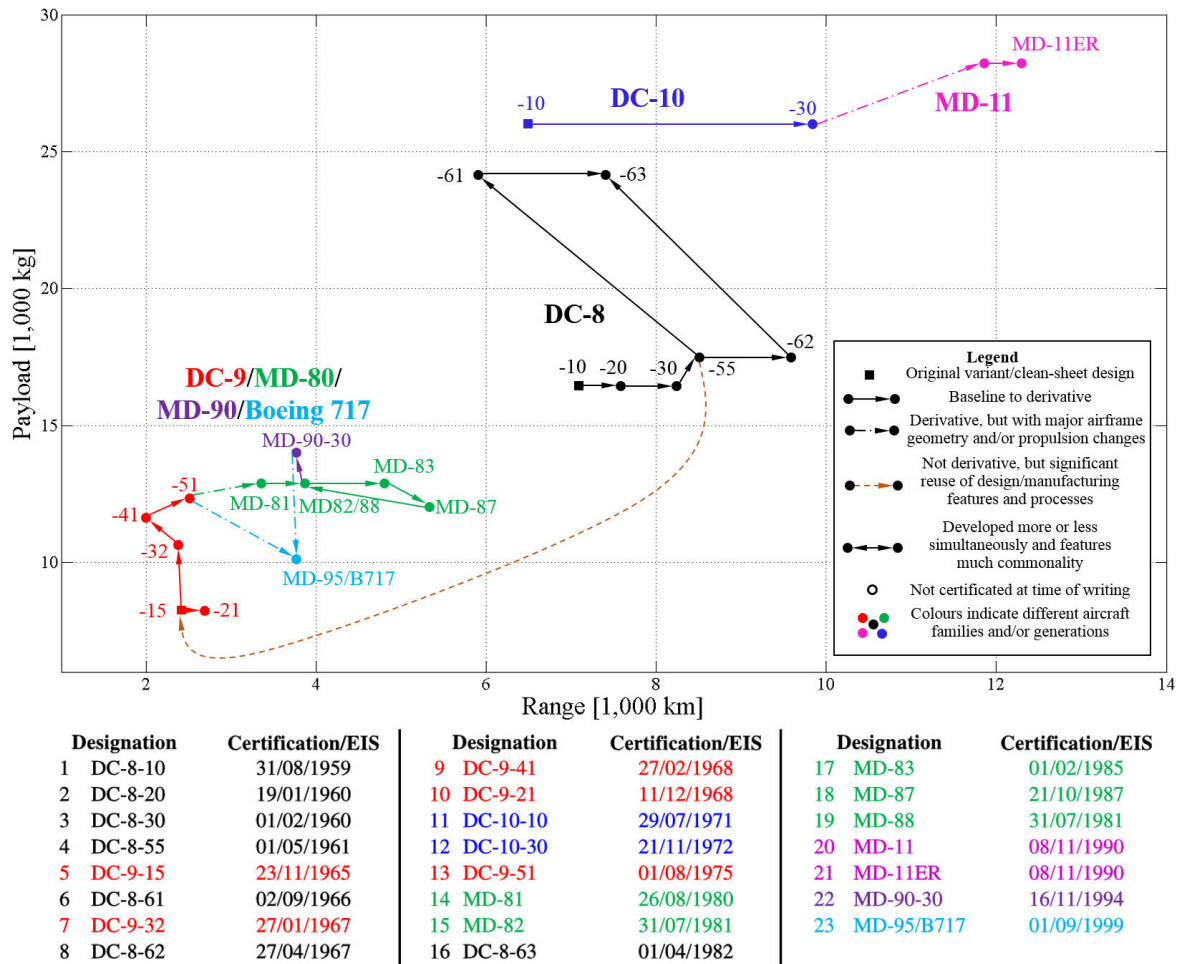 30
25
20
15
10
Payload [1,000 kg]
2
4
6
8
10
12
14
Range [1,000 km]
MD-11ER
MD-11
DC-10
-10
-30
-61
-63
DC-8
-10
-20
-30
-55
-62
DC-9/MD-80/
MD-90/Boeing 717
MD-90-30
MD-83
-51
MD-81
MD82/88
MD-87
-41
-32
MD-95/B717
-15
-21
Legend
Original variant/clean-sheet design
Baseline to derivative
Derivative, but with major airframe
geometry and/or propulsion changes
Not derivative, but significant
reuse of design/manufacturing
features and processes
Developed more or less
simultaneously and features
much commonality
Not certificated at time of writing
Colours indicate different aircraft
families and/or generations
Designation Certification/EIS
1 DC-8-10 31/08/1959
2 DC-8-20 19/01/1960
3 DC-8-30 01/02/1960
4 DC-8-55 01/05/1961
5 DC-9-15 23/11/1965
6 DC-8-61 02/09/1966
7 DC-9-32 27/01/1967
8 DC-8-62 27/04/1967
Designation Certification/EIS
9 DC-9-41 27/02/1968
10 DC-9-21 11/12/1968
11 DC-10-10 29/07/1971
12 DC-10-30 21/11/1972
13 DC-9-51 01/08/1975
14 MD-81 26/08/1980
15 MD-82 31/07/1981
16 DC-8-63 01/04/1982
Designation Certification/EIS
17 MD-83 01/02/1985
18 MD-87 21/10/1987
19 MD-88 31/07/1981
20 MD-11 08/11/1990
21 MD-11ER 08/11/1990
22 MD-90-30 16/11/1994
23 MD-95/B717 01/09/1999